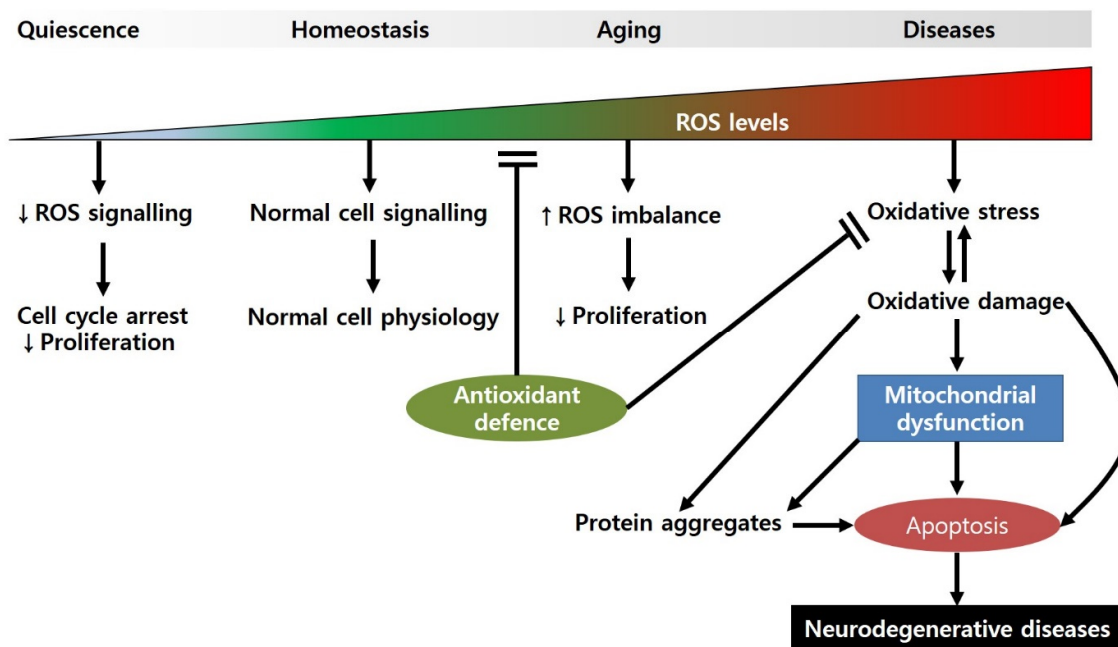 Quiescence
Homeostasis
Aging
Diseases
ROS levels
↓ ROS signalling
Normal cell signalling
↑ ROS imbalance
Oxidative stress
Cell cycle arrest
↓ Proliferation
Normal cell physiology
↓ Proliferation
Oxidative damage
Antioxidant
defence
Mitochondrial
dysfunction
Protein aggregates
Apoptosis
Neurodegenerative diseases